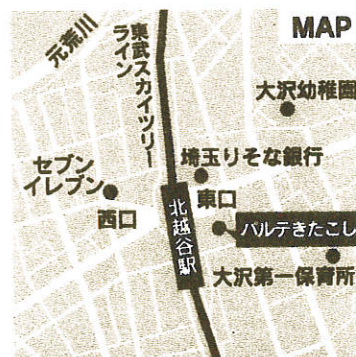 MAP
元荒川
東武スカイツリー
ライン
大沢幼稚園
埼玉りそな銀行
セブン
イレブン
西口
東口
北越谷駅
パルテきたこし
大沢第一保育所